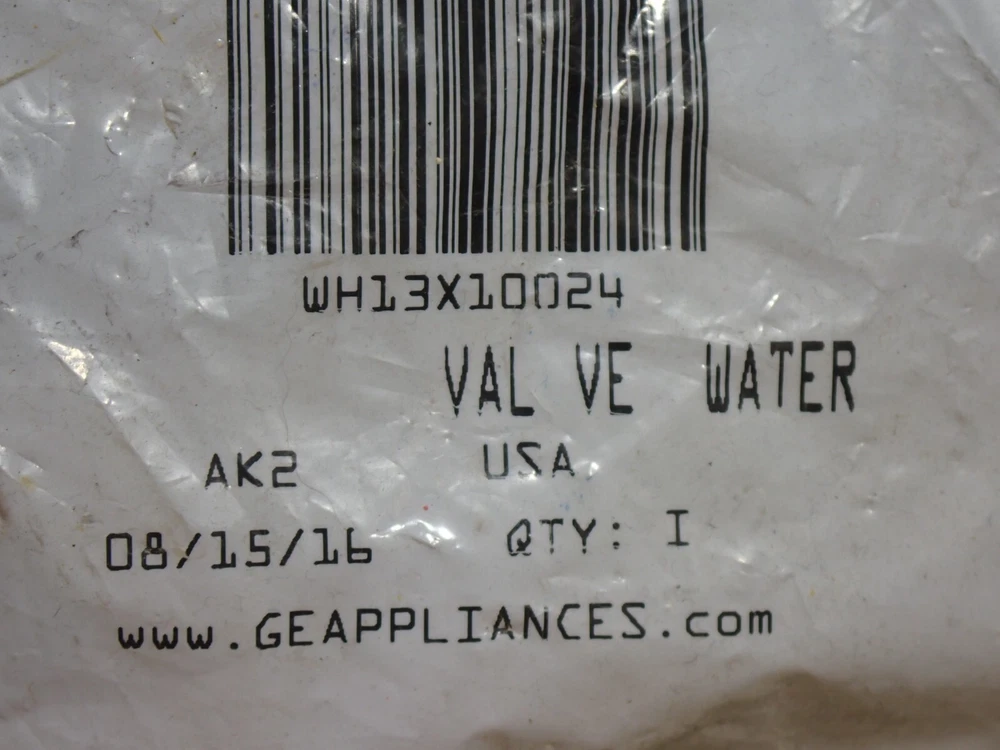 WH13X10024
VAL VE WATER
AK2 USA
08/15/16 QTY: I
www.GEAPPLIANCES.com